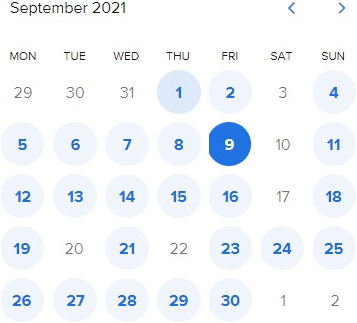 September 2021
MON TUE WED THU FRI SAT SUN
29 30 31 1 2 3 4
5 6 7 8 9 10 11
12 13 14 15 16 17 18
19 20 21 22 23 24 25
26 27 28 29 30 1 2